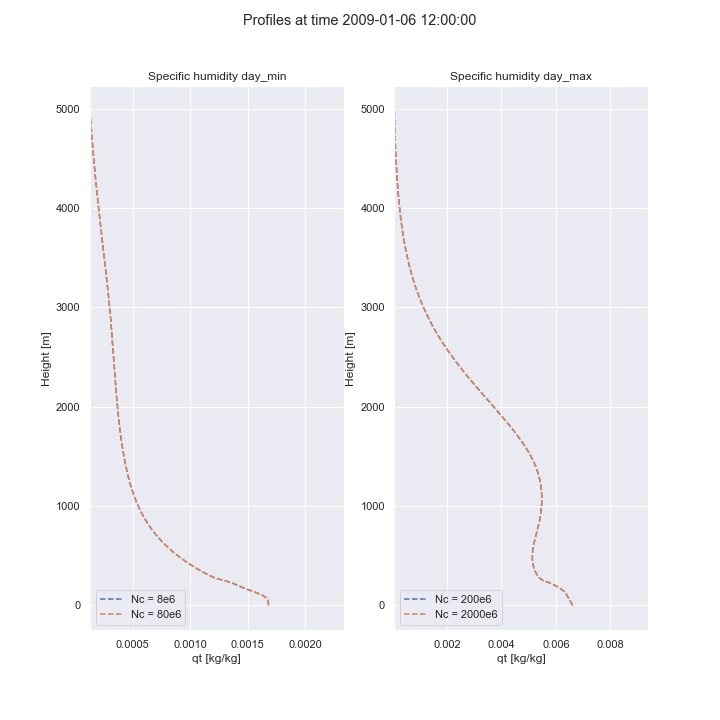 Profiles at time 2009-01-06 12:00:00
Specific humidity day_min
5000
4000
3000
2000
1000
0
Height [m]
Nc = 8e6
Nc = 80e6
0.0005 0.0010 0.0015 0.0020
qt [kg/kg]
Specific humidity day_max
5000
4000
3000
2000
1000
0
Height [m]
Nc = 200e6
Nc = 2000e6
0.002 0.004 0.006 0.008
qt [kg/kg]